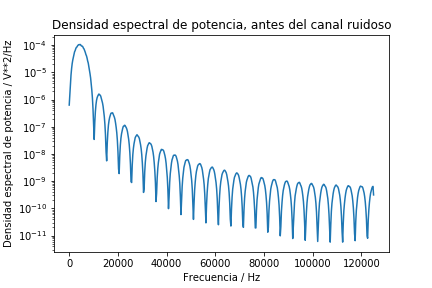 Densidad espectral de potencia, antes del canal ruidoso
Densidad espectral de potencia / V**2/Hz
10⁻⁴
10⁻⁵
10⁻⁶
10⁻⁷
10⁻⁸
10⁻⁹
10⁻¹⁰
10⁻¹¹
0 20000 40000 60000 80000 100000 120000
Frecuencia / Hz